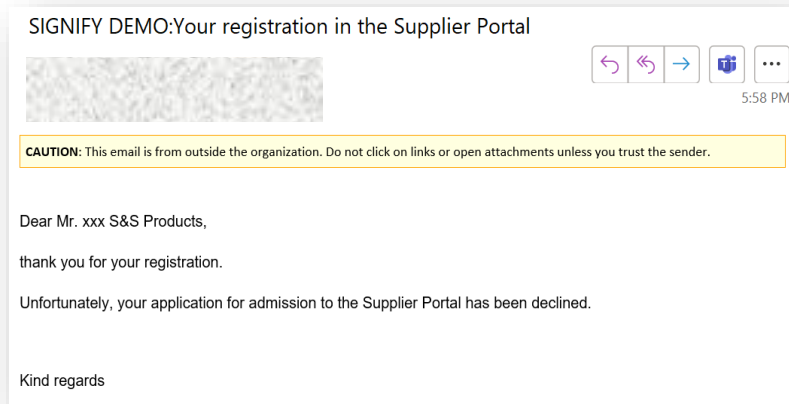 SIGNIFY DEMO:Your registration in the Supplier Portal
5:58 PM
CAUTION: This email is from outside the organization. Do not click on links or open attachments unless you trust the sender.
Dear Mr. xxx S&S Products,
thank you for your registration.
Unfortunately, your application for admission to the Supplier Portal has been declined.
Kind regards